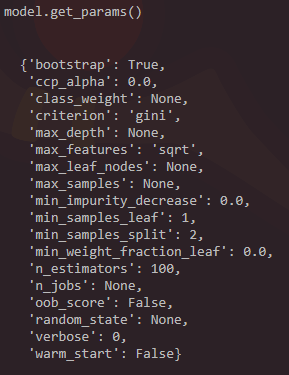 model.get_params()
{'bootstrap': True,
'ccp_alpha': 0.0,
'class_weight': None,
'criterion': 'gini',
'max_depth': None,
'max_features': 'sqrt',
'max_leaf_nodes': None,
'max_samples': None,
'min_impurity_decrease': 0.0,
'min_samples_leaf': 1,
'min_samples_split': 2,
'min_weight_fraction_leaf': 0.0,
'n_estimators': 100,
'n_jobs': None,
'oob_score': False,
'random_state': None,
'verbose': 0,
'warm_start': False}